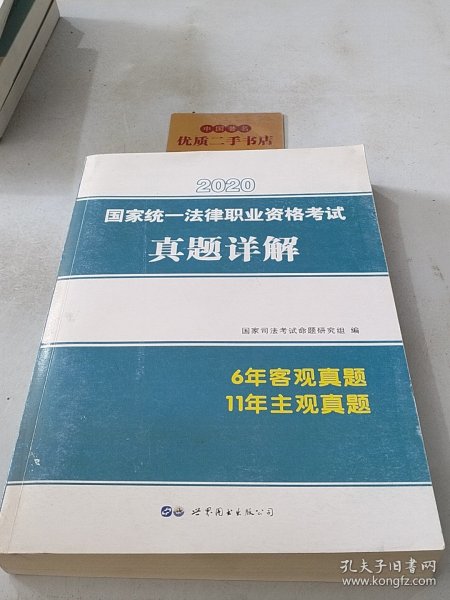 中国著名
优质二手书店
2020
国家统一法律职业资格考试
真题详解
国家司法考试命题研究组 编
6年客观真题
11年主观真题
世界图书出版公司
孔夫子旧书网
www.kongfz.com